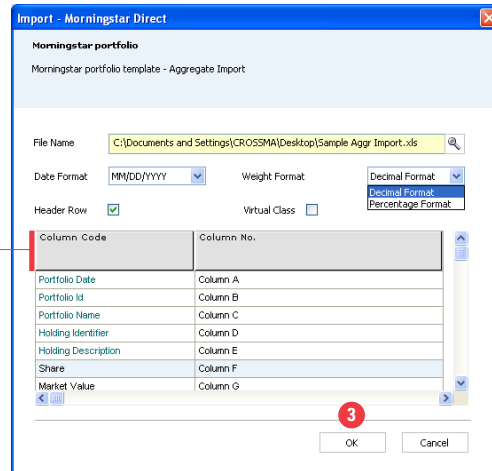 Import - Morningstar Direct
Morningstar portfolio
Morningstar portfolio template - Aggregate Import
File Name C:\Documents and Settings\CROSSMA\Desktop\Sample Aggr Import.xls
Date Format MM/DD/YYYY Weight Format Decimal Format
Decimal Format
Percentage Format
Header Row Virtual Class
Column Code Column No.
Portfolio Date Column A
Portfolio Id Column B
Portfolio Name Column C
Holding Identifier Column D
Holding Description Column E
Share Column F
Market Value Column G
3
OK Cancel